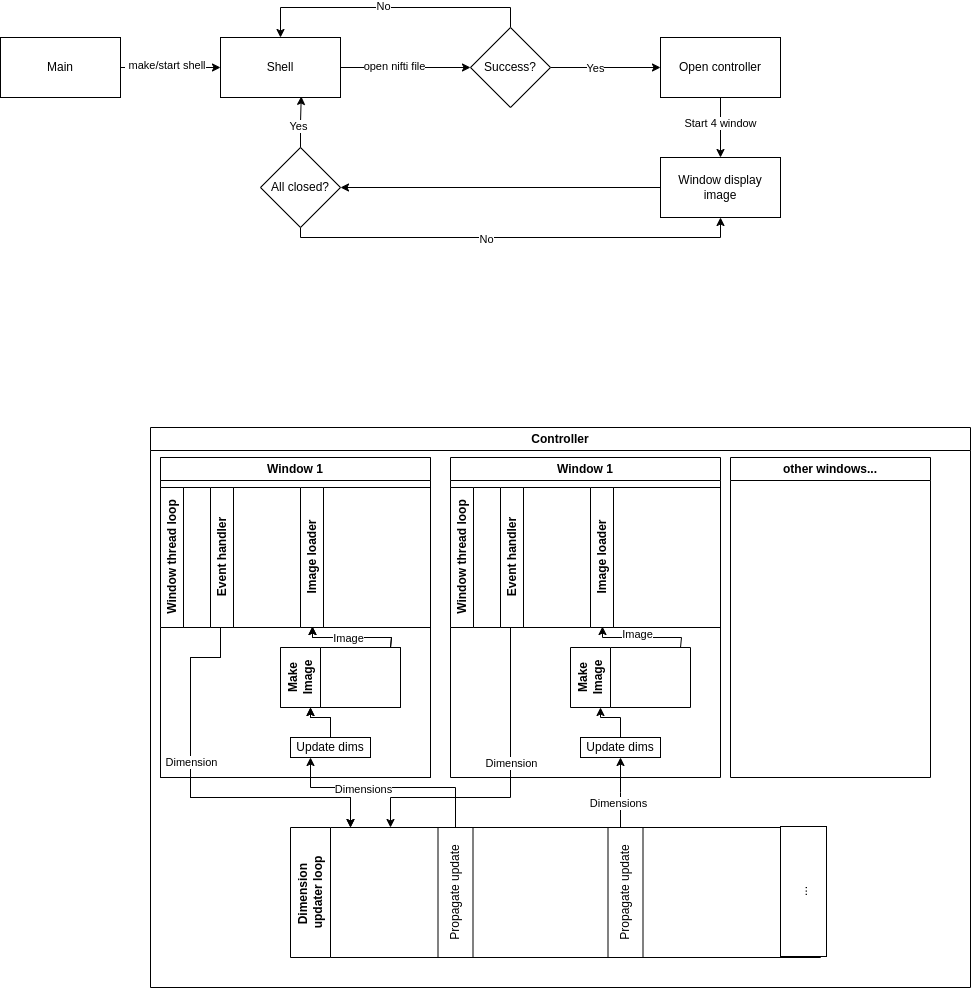 No
Main
make/start shell
Shell
open nifti file
Success?
Yes
Open controller
Yes
Start 4 window
All closed?
Window display
image
No
Controller
Window 1
Window 1
other windows...
Window thread loop
Event handler
Image loader
Window thread loop
Event handler
Image loader
Image
Image
Make
Image
Make
Image
Update dims
Update dims
Dimension
Dimension
Dimensions
Dimensions
Dimension
updater loop
Propagate update
Propagate update
...